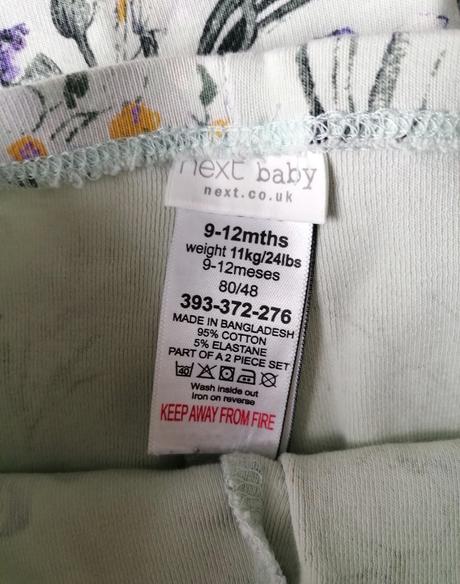 next baby
next.co.uk
9-12mths
weight 11kg/24lbs
9-12meses
80/48
393-372-276
MADE IN BANGLADESH
95% COTTON
5% ELASTANE
PART OF A 2 PIECE SET
40
Wash inside out
Iron on reverse
KEEP AWAY FROM FIRE